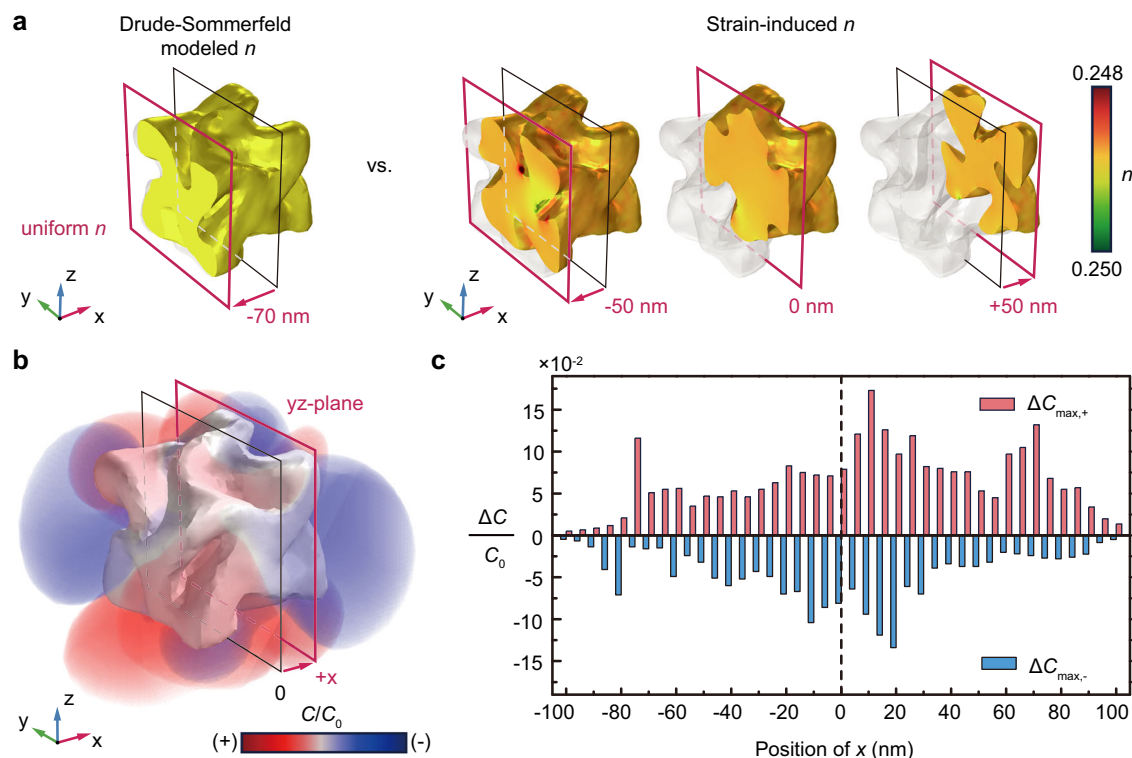 a
Drude-Sommerfeld
modeled n
vs.
Strain-induced n
uniform n
-70 nm
-50 nm
0 nm
+50 nm
0.248
n
0.250
z
y
x
z
y
x
b
yz-plane
0
+x
z
y
x
C/C₀
(+)
(-)
c
×10⁻²
15
10
5
0
-5
-10
-15
ΔC
C₀
ΔCmax,+
ΔCmax,-
-100 -80 -60 -40 -20 0 20 40 60 80 100
Position of x (nm)